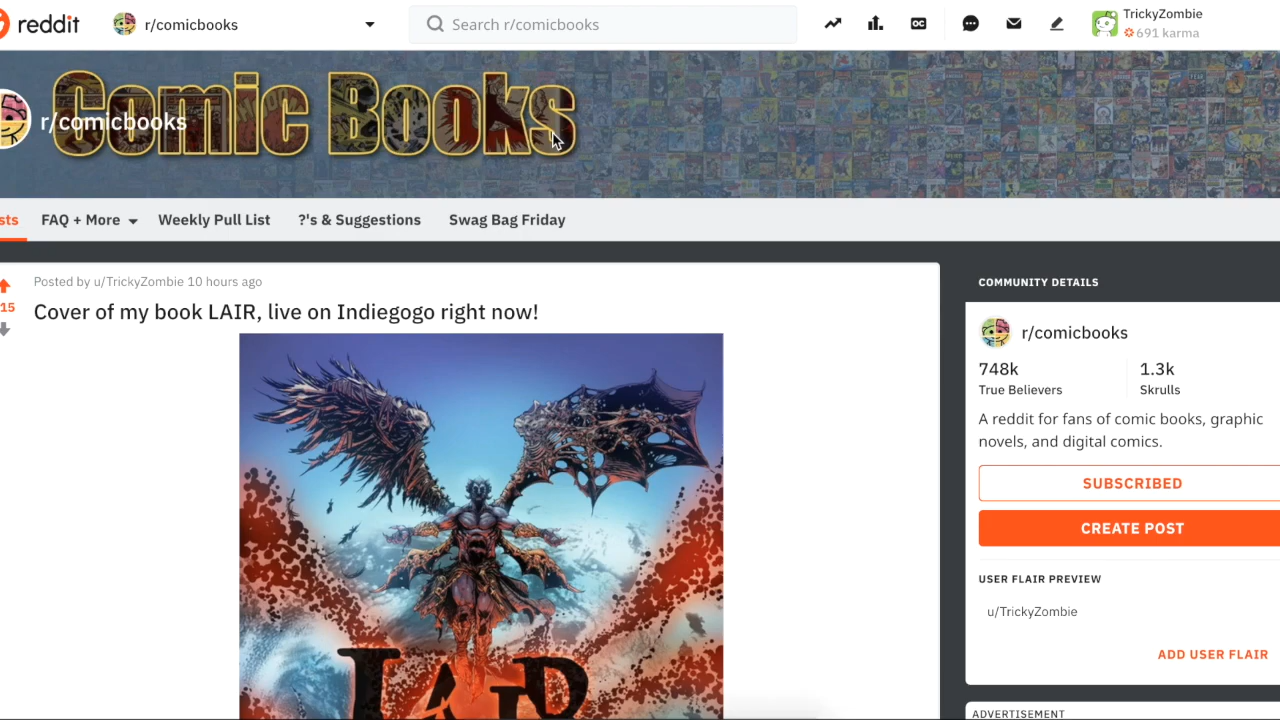 reddit
r/comicbooks
Search r/comicbooks
TrickyZombie
691 karma
Comic Books
r/comicbooks
sts
FAQ + More
Weekly Pull List
?'s & Suggestions
Swag Bag Friday
Posted by u/TrickyZombie 10 hours ago
15
Cover of my book LAIR, live on Indiegogo right now!
LAIR
COMMUNITY DETAILS
r/comicbooks
748k
1.3k
True Believers
Skrulls
A reddit for fans of comic books, graphic
novels, and digital comics.
SUBSCRIBED
CREATE POST
USER FLAIR PREVIEW
u/TrickyZombie
ADD USER FLAIR
ADVERTISEMENT